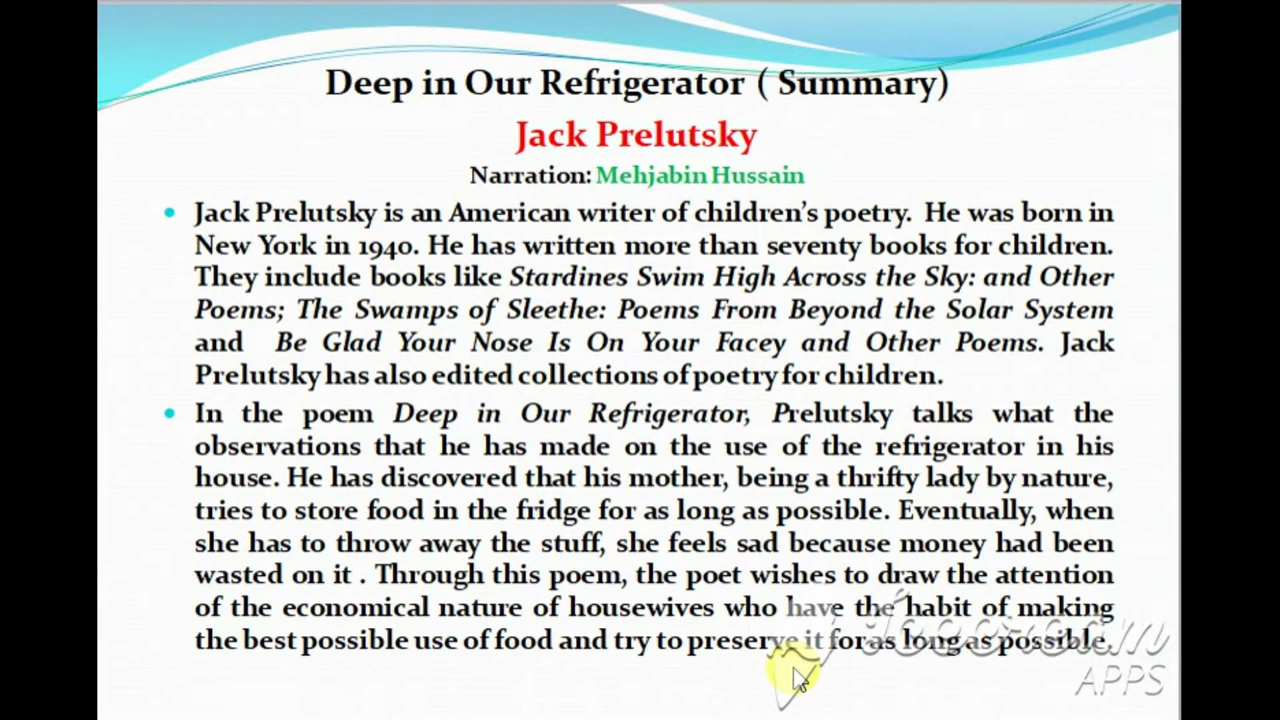 Deep in Our Refrigerator ( Summary)
Jack Prelutsky
Narration: Mehjabin Hussain
• Jack Prelutsky is an American writer of children's poetry. He was born in
New York in 1940. He has written more than seventy books for children.
They include books like Stardines Swim High Across the Sky: and Other
Poems; The Swamps of Sleethe: Poems From Beyond the Solar System
and Be Glad Your Nose Is On Your Facey and Other Poems. Jack
Prelutsky has also edited collections of poetry for children.
• In the poem Deep in Our Refrigerator, Prelutsky talks what the
observations that he has made on the use of the refrigerator in his
house. He has discovered that his mother, being a thrifty lady by nature,
tries to store food in the fridge for as long as possible. Eventually, when
she has to throw away the stuff, she feels sad because money had been
wasted on it . Through this poem, the poet wishes to draw the attention
of the economical nature of housewives who have the habit of making
the best possible use of food and try to preserve it for as long as possible.
APPS